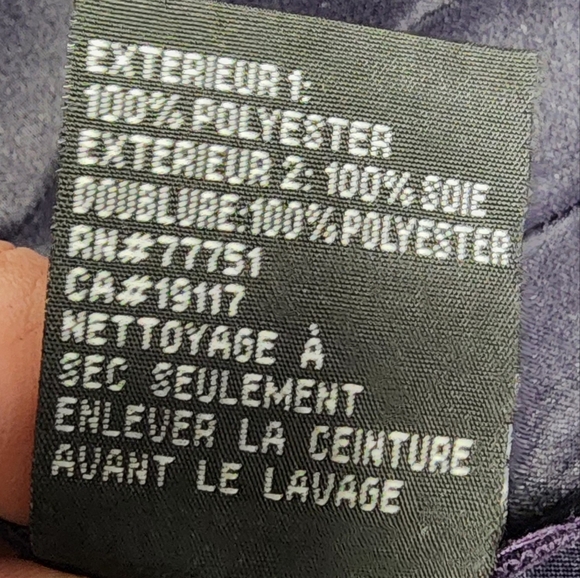 EXTERIEUR 1:
100% POLYESTER
EXTERIEUR 2: 100% SOIE
DOUBLURE:100% POLYESTER
RN#77751
CA#19117
NETTOYAGE À
SEC SEULEMENT
ENLEVER LA CEINTURE
AVANT LE LAVAGE